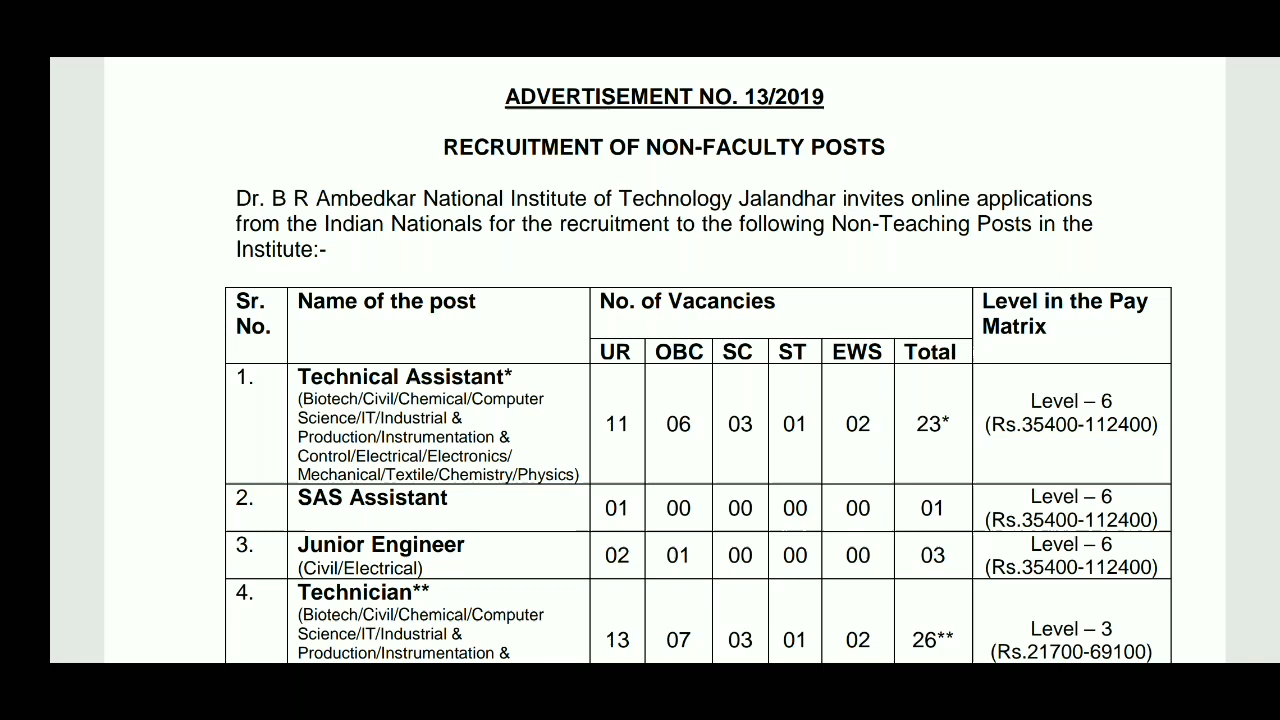 ADVERTISEMENT NO. 13/2019
RECRUITMENT OF NON-FACULTY POSTS
Dr. B R Ambedkar National Institute of Technology Jalandhar invites online applications
from the Indian Nationals for the recruitment to the following Non-Teaching Posts in the
Institute:-
Sr. No. Name of the post No. of Vacancies Level in the Pay Matrix
UR OBC SC ST EWS Total
1. Technical Assistant*
(Biotech/Civil/Chemical/Computer
Science/IT/Industrial &
Production/Instrumentation &
Control/Electrical/Electronics/
Mechanical/Textile/Chemistry/Physics)
11 06 03 01 02 23* Level – 6
(Rs.35400-112400)
2. SAS Assistant
01 00 00 00 00 01 Level – 6
(Rs.35400-112400)
3. Junior Engineer
(Civil/Electrical)
02 01 00 00 00 03 Level – 6
(Rs.35400-112400)
4. Technician**
(Biotech/Civil/Chemical/Computer
Science/IT/Industrial &
Production/Instrumentation &
13 07 03 01 02 26** Level – 3
(Rs.21700-69100)